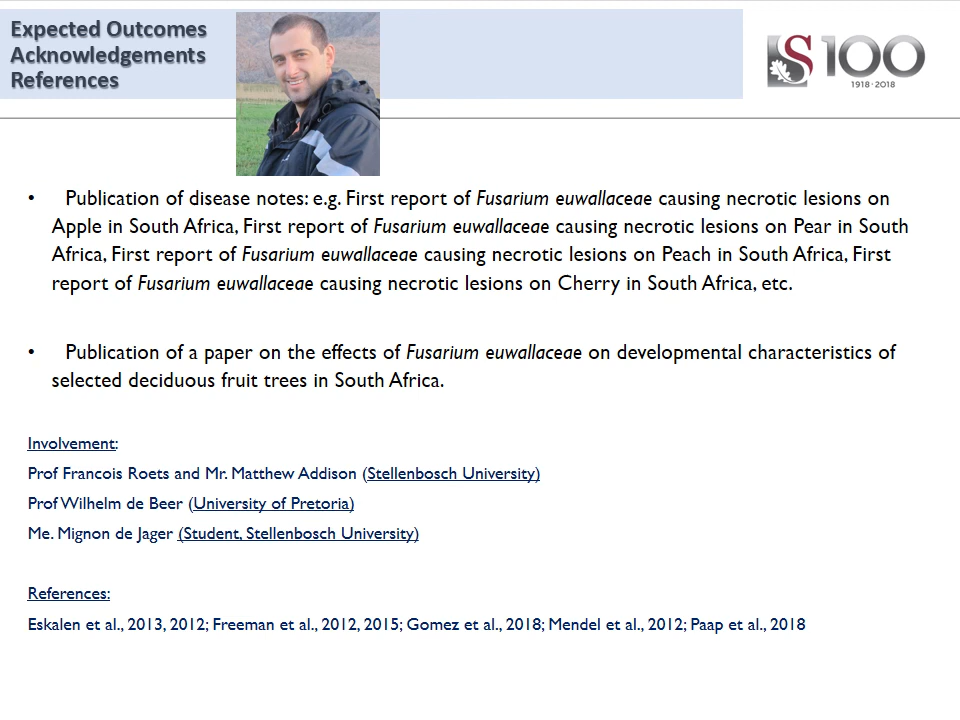 Expected Outcomes
Acknowledgements
References
S 100
1918 · 2018
• Publication of disease notes: e.g. First report of Fusarium euwallaceae causing necrotic lesions on
Apple in South Africa, First report of Fusarium euwallaceae causing necrotic lesions on Pear in South
Africa, First report of Fusarium euwallaceae causing necrotic lesions on Peach in South Africa, First
report of Fusarium euwallaceae causing necrotic lesions on Cherry in South Africa, etc.
• Publication of a paper on the effects of Fusarium euwallaceae on developmental characteristics of
selected deciduous fruit trees in South Africa.
Involvement:
Prof Francois Roets and Mr. Matthew Addison (Stellenbosch University)
Prof Wilhelm de Beer (University of Pretoria)
Me. Mignon de Jager (Student, Stellenbosch University)
References:
Eskalen et al., 2013, 2012; Freeman et al., 2012, 2015; Gomez et al., 2018; Mendel et al., 2012; Paap et al., 2018